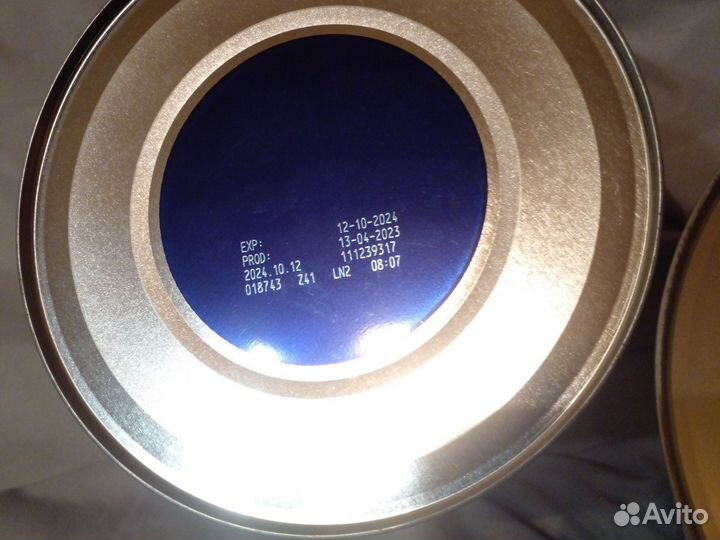 EXP: 12-10-2024
PROD: 13-04-2023
2024.10.12 111239317
018743 Z41 LN2 08:07
Avito